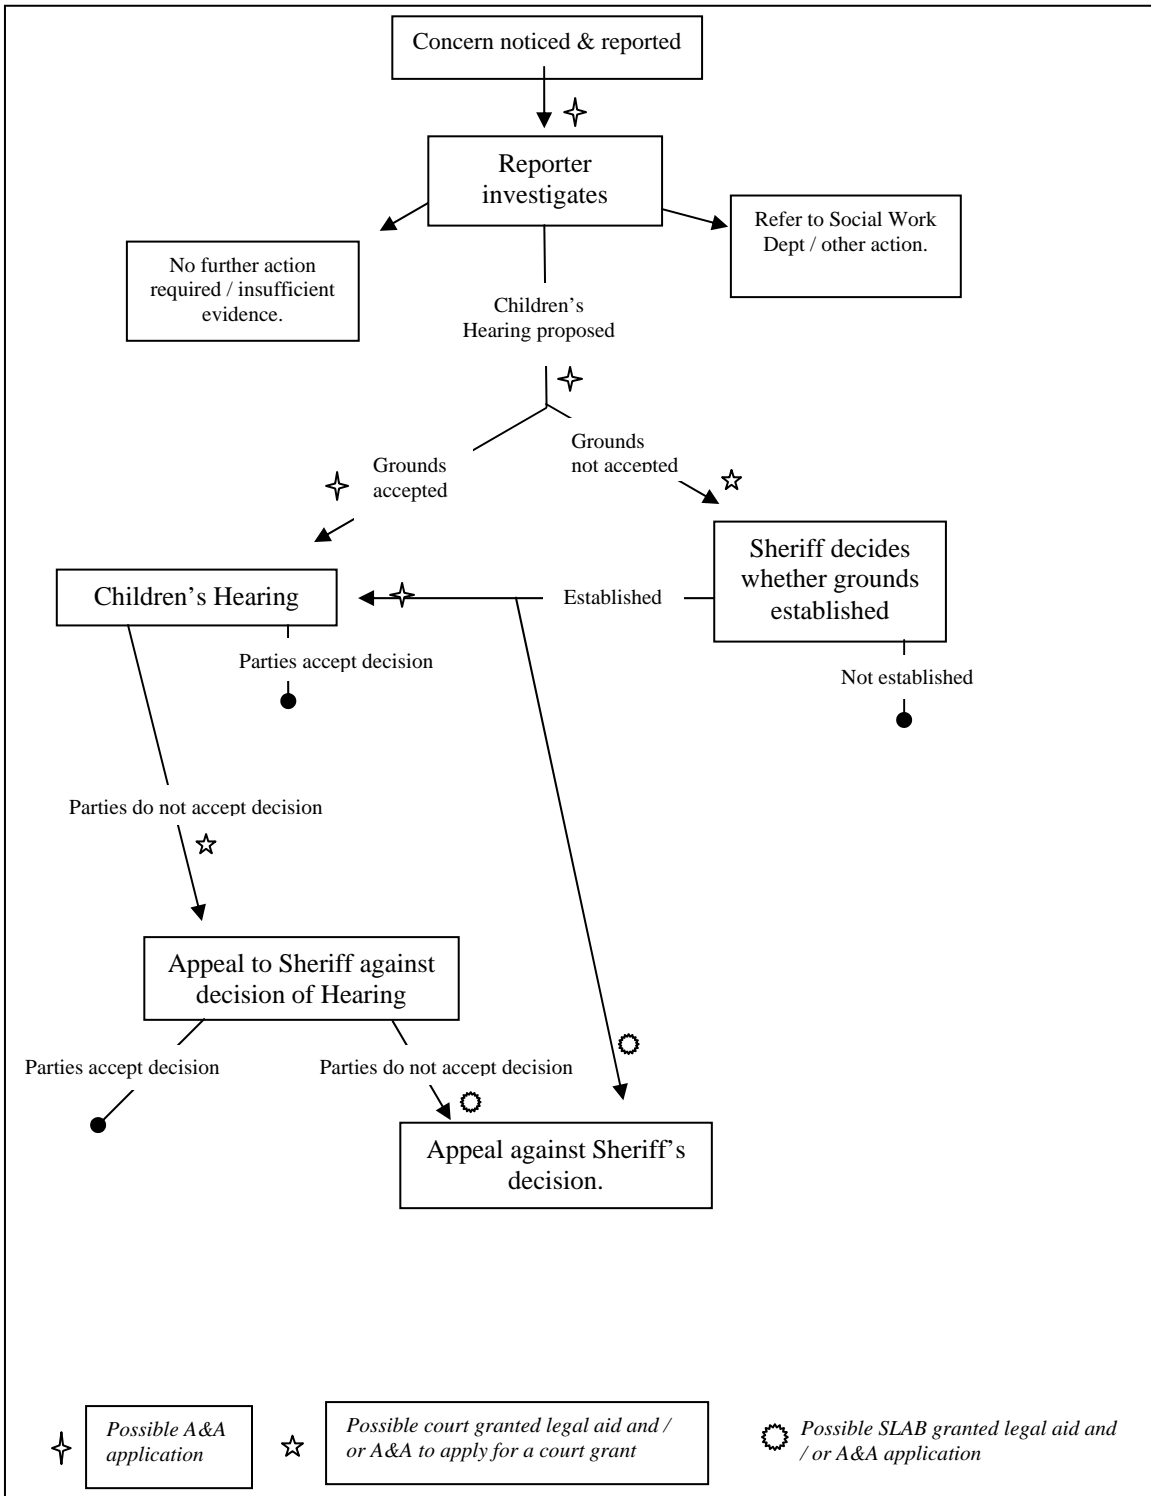 Concern noticed & reported
Reporter
investigates
Refer to Social Work
Dept / other action.
No further action
required / insufficient
evidence.
Children’s
Hearing proposed
Grounds
not accepted
Grounds
accepted
Sheriff decides
whether grounds
established
Children’s Hearing
Established
Parties accept decision
Not established
Parties do not accept decision
Appeal to Sheriff against
decision of Hearing
Parties accept decision
Parties do not accept decision
Appeal against Sheriff’s
decision.
Possible A&A
application
Possible court granted legal aid and /
or A&A to apply for a court grant
Possible SLAB granted legal aid and
/ or A&A application